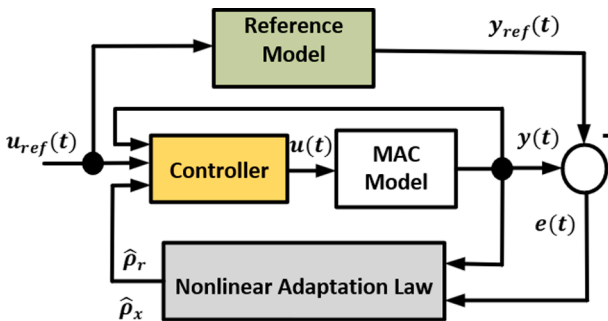 Reference
Model
y_ref(t)
u_ref(t)
Controller
u(t)
MAC
Model
y(t)
e(t)
ρ̂_r
ρ̂_x
Nonlinear Adaptation Law